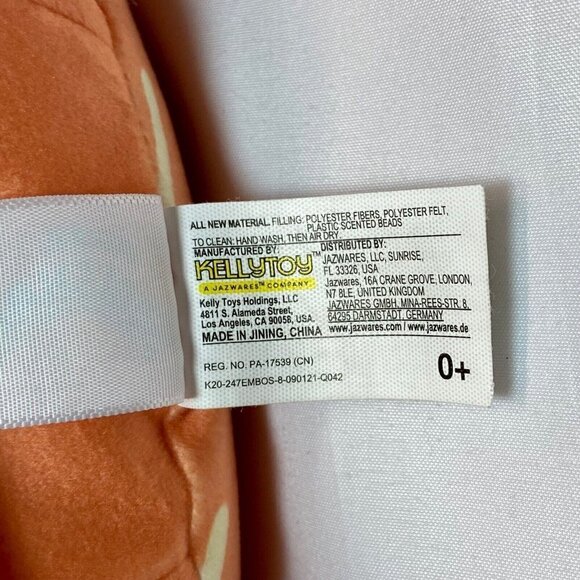 ALL NEW MATERIAL. FILLING: POLYESTER FIBERS, POLYESTER FELT,
PLASTIC SCENTED BEADS
TO CLEAN: HAND WASH, THEN AIR DRY
MANUFACTURED BY:
KELLYTOY™
A JAZWARES™ COMPANY
Kelly Toys Holdings, LLC
4811 S. Alameda Street,
Los Angeles, CA 90058, USA.
MADE IN JINING, CHINA
DISTRIBUTED BY:
JAZWARES, LLC, SUNRISE,
FL 33326, USA
Jazwares, 16A CRANE GROVE, LONDON,
N7 8LE, UNITED KINGDOM
JAZWARES GMBH, MINA-REES-STR. 8,
64295 DARMSTADT, GERMANY
www.jazwares.com www.jazwares.de
REG. NO. PA-17539 (CN)
K20-247EMBOS-8-090121-Q042
0+